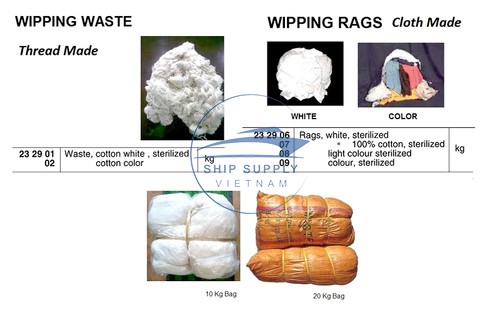 WIPPING WASTE
Thread Made
WIPPING RAGS Cloth Made
WHITE
COLOR
23 29 01 Waste, cotton white , sterilized kg
02 cotton color
23 29 06 Rags, white, sterilized
07 " 100% cotton, sterilized kg
08 light colour sterilized
09 colour, sterilized
SHIP SUPPLY
VIETNAM
10 Kg Bag
20 Kg Bag